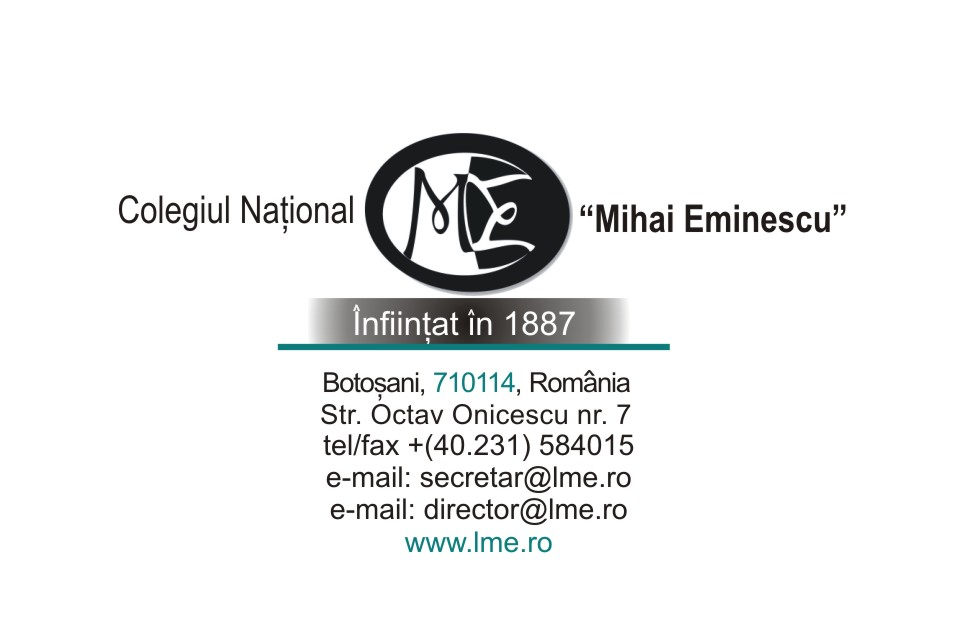 Colegiul Național ME “Mihai Eminescu”
Înființat în 1887
Botoșani, 710114, România
Str. Octav Onicescu nr. 7
tel/fax +(40.231) 584015
e-mail: secretar@lme.ro
e-mail: director@lme.ro
www.lme.ro